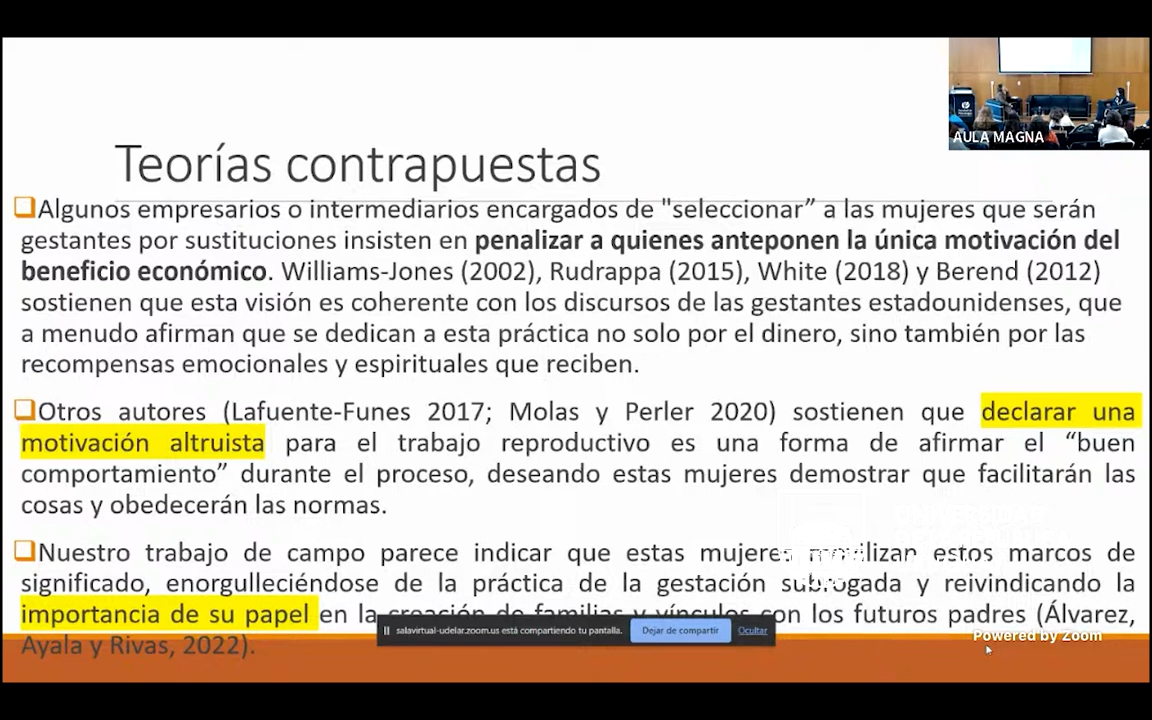 AULA MAGNA
Teorías contrapuestas
Algunos empresarios o intermediarios encargados de "seleccionar” a las mujeres que serán
gestantes por sustituciones insisten en penalizar a quienes anteponen la única motivación del
beneficio económico. Williams-Jones (2002), Rudrappa (2015), White (2018) y Berend (2012)
sostienen que esta visión es coherente con los discursos de las gestantes estadounidenses, que
a menudo afirman que se dedican a esta práctica no solo por el dinero, sino también por las
recompensas emocionales y espirituales que reciben.
Otros autores (Lafuente-Funes 2017; Molas y Perler 2020) sostienen que declarar una
motivación altruista para el trabajo reproductivo es una forma de afirmar el “buen
comportamiento” durante el proceso, deseando estas mujeres demostrar que facilitarán las
cosas y obedecerán las normas.
Nuestro trabajo de campo parece indicar que estas mujeres estos marcos de
significado, enorgulleciéndose de la práctica de la gestación subrogada y reivindicando la
importancia de su papel en la creación de familias y vínculos con los futuros padres (Álvarez,
Ayala y Rivas, 2022).
salavirtual-udelar.zoom.us está compartiendo tu pantalla. Dejar de compartir Ocultar
Powered by Zoom